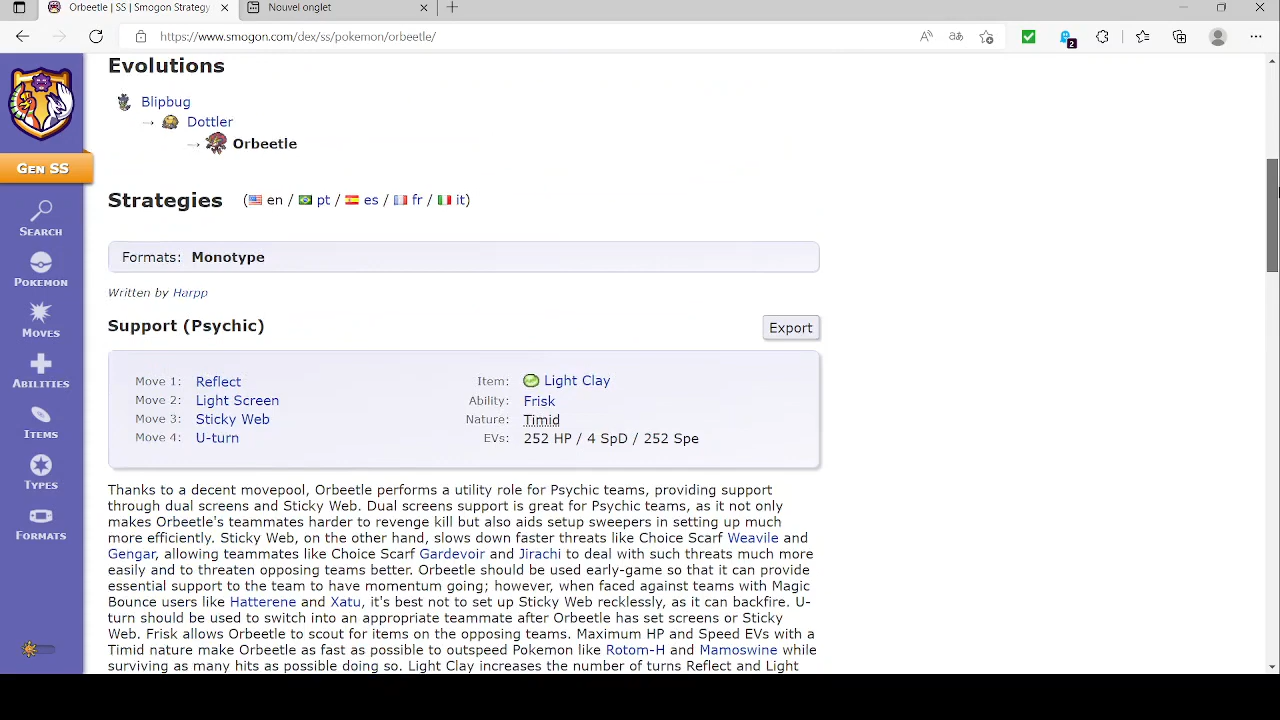 Orbeetle | SS | Smogon Strategy
Nouvel onglet
https://www.smogon.com/dex/ss/pokemon/orbeetle/
2
GEN SS
SEARCH
POKEMON
MOVES
ABILITIES
ITEMS
TYPES
FORMATS
Evolutions
Blipbug
→ Dottler
→ Orbeetle
Strategies (en / pt / es / fr / it)
Formats: Monotype
Written by Harpp
Support (Psychic)
Export
Move 1: Reflect
Move 2: Light Screen
Move 3: Sticky Web
Move 4: U-turn
Item: Light Clay
Ability: Frisk
Nature: Timid
EVs: 252 HP / 4 SpD / 252 Spe
Thanks to a decent movepool, Orbeetle performs a utility role for Psychic teams, providing support
through dual screens and Sticky Web. Dual screens support is great for Psychic teams, as it not only
makes Orbeetle's teammates harder to revenge kill but also aids setup sweepers in setting up much
more efficiently. Sticky Web, on the other hand, slows down faster threats like Choice Scarf Weavile and
Gengar, allowing teammates like Choice Scarf Gardevoir and Jirachi to deal with such threats much more
easily and to threaten opposing teams better. Orbeetle should be used early-game so that it can provide
essential support to the team to have momentum going; however, when faced against teams with Magic
Bounce users like Hatterene and Xatu, it's best not to set up Sticky Web recklessly, as it can backfire. U-
turn should be used to switch into an appropriate teammate after Orbeetle has set screens or Sticky
Web. Frisk allows Orbeetle to scout for items on the opposing teams. Maximum HP and Speed EVs with a
Timid nature make Orbeetle as fast as possible to outspeed Pokemon like Rotom-H and Mamoswine while
surviving as many hits as possible doing so. Light Clay increases the number of turns Reflect and Light